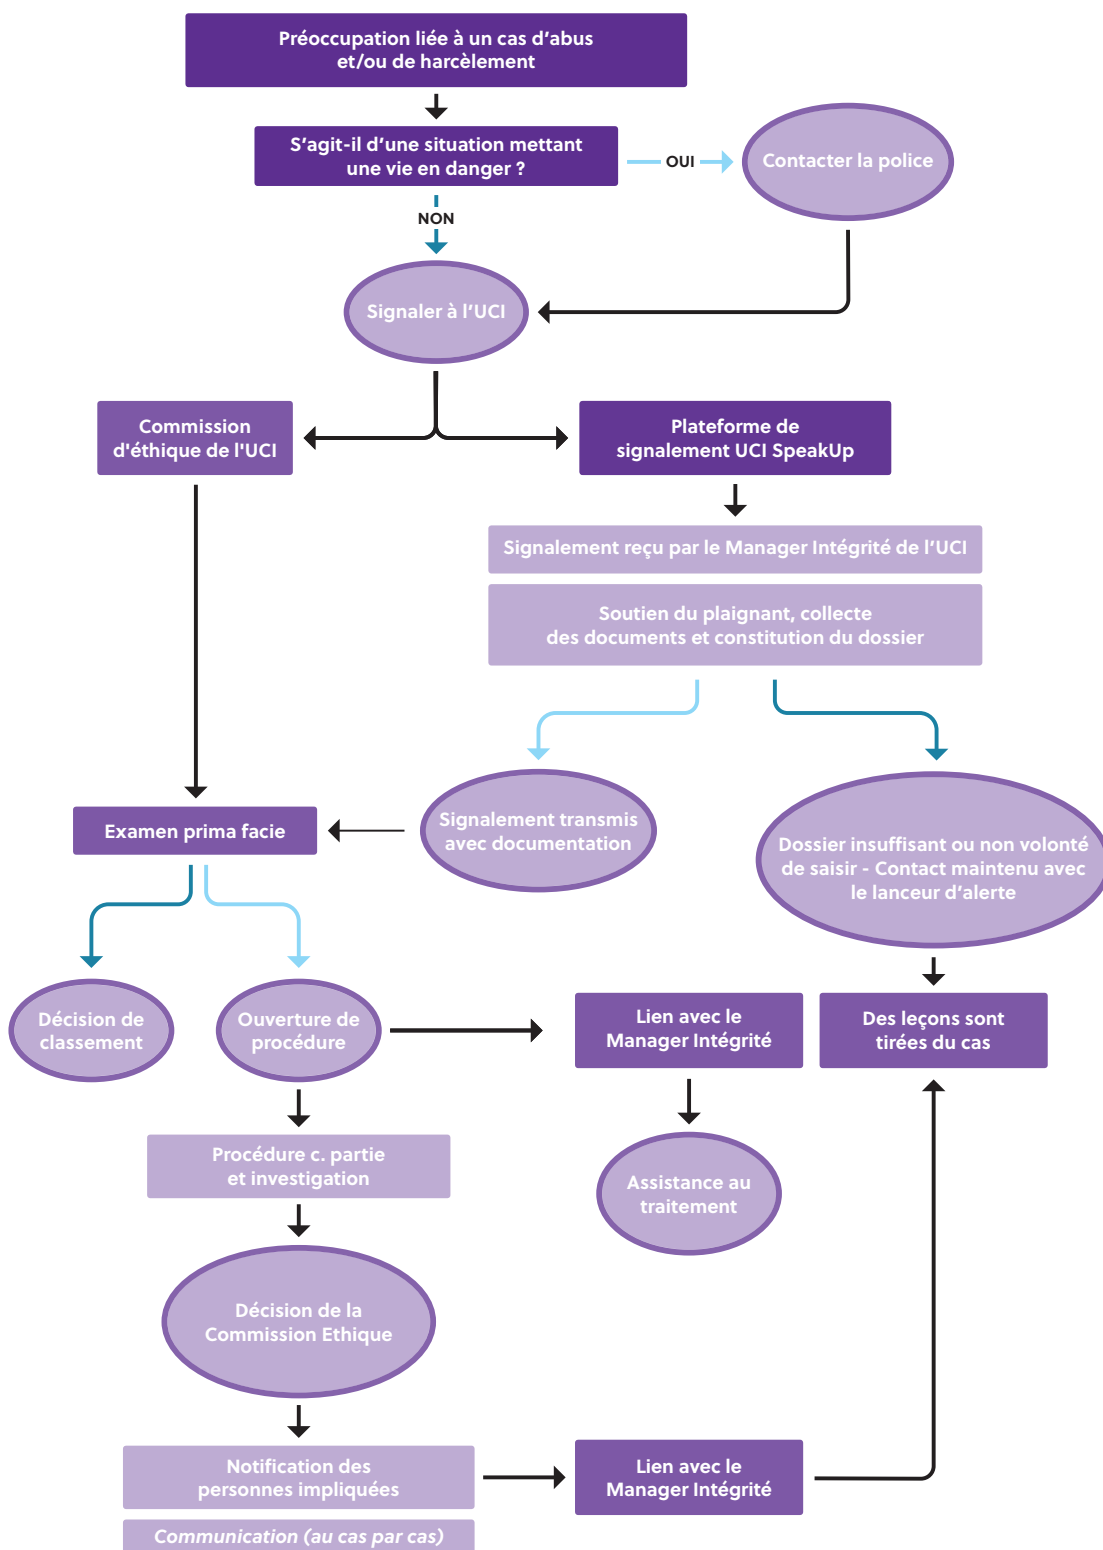 Préoccupation liée à un cas d'abus
et/ou de harcèlement
S'agit-il d'une situation mettant
une vie en danger ?
OUI
Contacter la police
NON
Signaler à l'UCI
Commission
d'éthique de l'UCI
Plateforme de
signalement UCI SpeakUp
Signalement reçu par le Manager Intégrité de l'UCI
Soutien du plaignant, collecte
des documents et constitution du dossier
Signalement transmis
avec documentation
Examen prima facie
Dossier insuffisant ou non volonté
de saisir - Contact maintenu avec
le lanceur d'alerte
Décision de
classement
Ouverture de
procédure
Lien avec le
Manager Intégrité
Des leçons sont
tirées du cas
Procédure c. partie
et investigation
Assistance au
traitement
Décision de la
Commission Ethique
Notification des
personnes impliquées
Lien avec le
Manager Intégrité
Communication (au cas par cas)